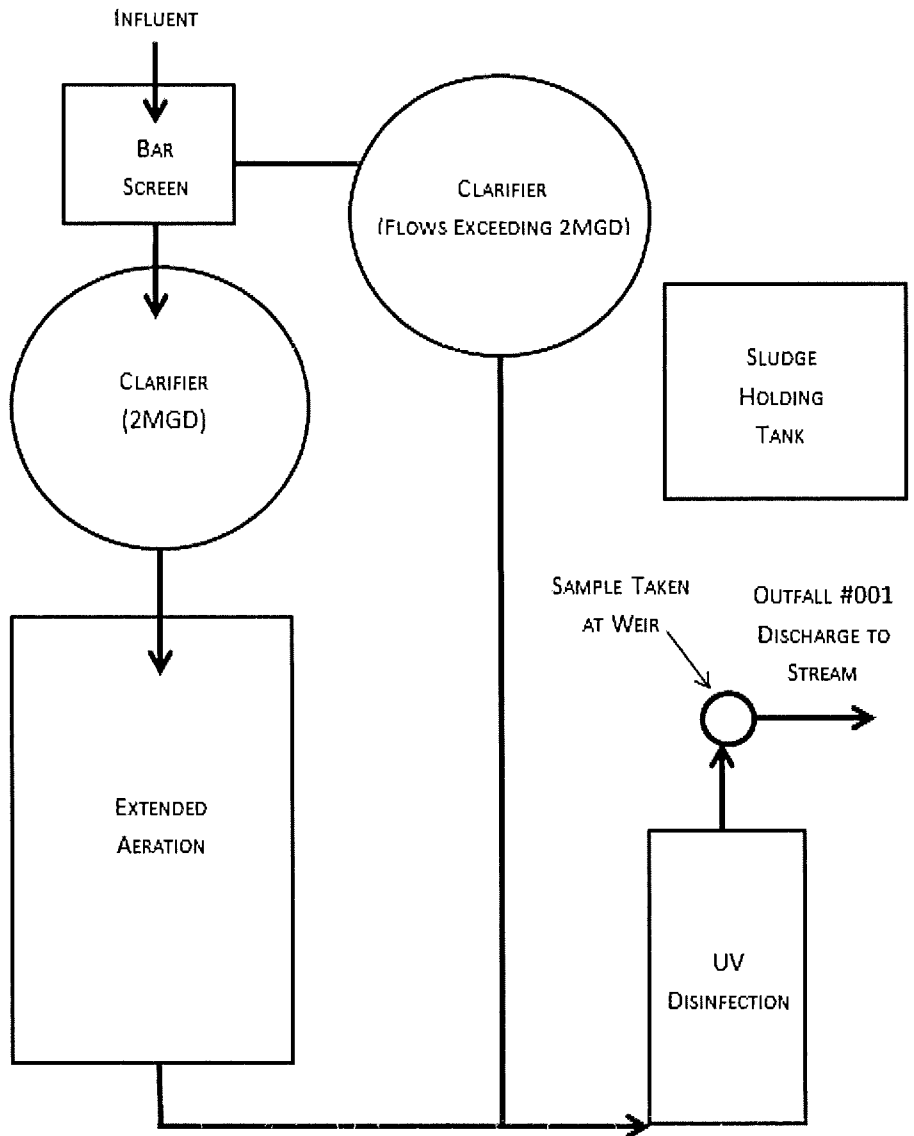 INFLUENT
BAR
SCREEN
CLARIFIER
(FLOWS EXCEEDING 2MGD)
CLARIFIER
(2MGD)
SLUDGE
HOLDING
TANK
SAMPLE TAKEN
AT WEIR
OUTFALL #001
DISCHARGE TO
STREAM
EXTENDED
AERATION
UV
DISINFECTION